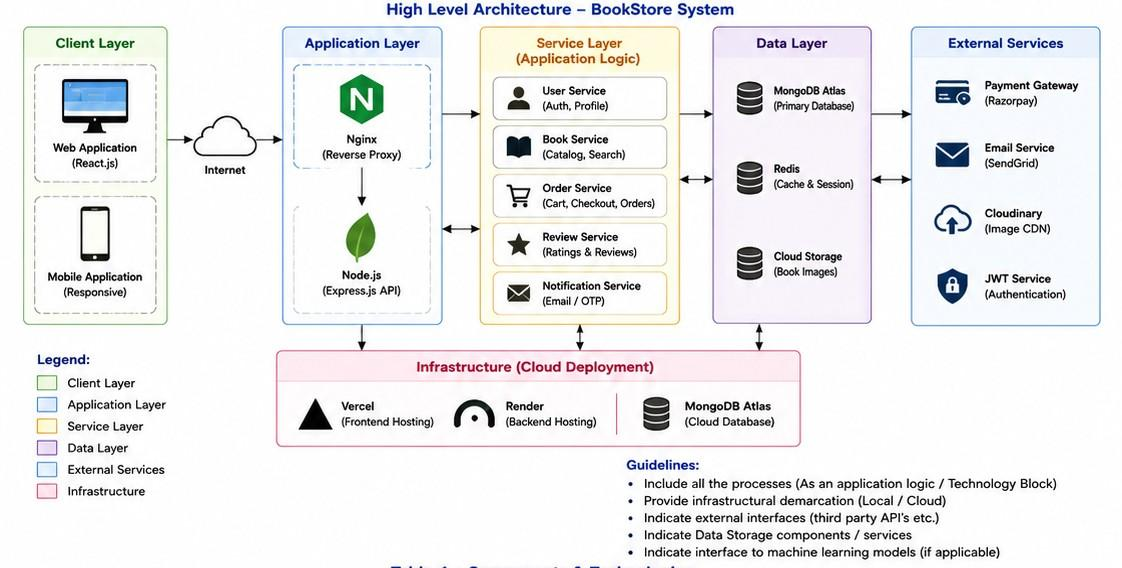 High Level Architecture – BookStore System
Client Layer
Web Application
(React.js)
Mobile Application
(Responsive)
Internet
Application Layer
N
Nginx
(Reverse Proxy)
Node.js
(Express.js API)
Service Layer
(Application Logic)
User Service
(Auth, Profile)
Book Service
(Catalog, Search)
Order Service
(Cart, Checkout, Orders)
Review Service
(Ratings & Reviews)
Notification Service
(Email / OTP)
Data Layer
MongoDB Atlas
(Primary Database)
Redis
(Cache & Session)
Cloud Storage
(Book Images)
External Services
Payment Gateway
(Razorpay)
Email Service
(SendGrid)
Cloudinary
(Image CDN)
JWT Service
(Authentication)
Infrastructure (Cloud Deployment)
Vercel
(Frontend Hosting)
Render
(Backend Hosting)
MongoDB Atlas
(Cloud Database)
Legend:
Client Layer
Application Layer
Service Layer
Data Layer
External Services
Infrastructure
Guidelines:
• Include all the processes (As an application logic / Technology Block)
• Provide infrastructural demarcation (Local / Cloud)
• Indicate external interfaces (third party API's etc.)
• Indicate Data Storage components / services
• Indicate interface to machine learning models (if applicable)